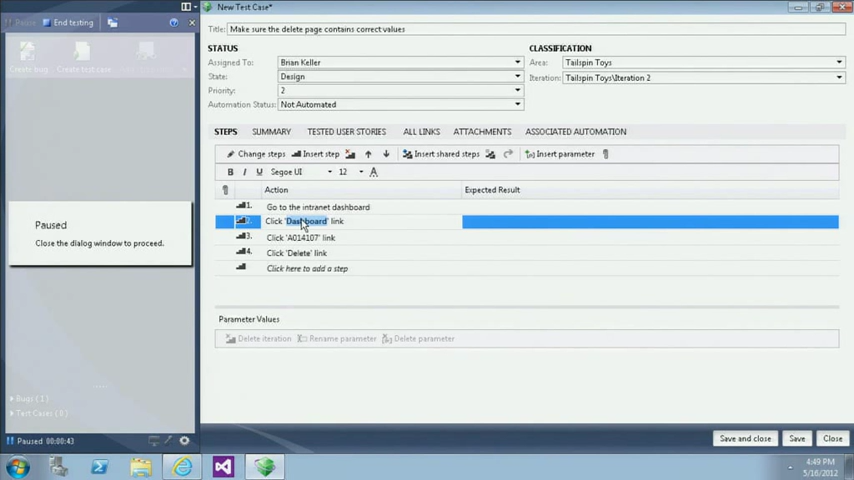 New Test Case*
Pause
End testing
Create bug
Create test case
Title:
Make sure the delete page contains correct values
STATUS
CLASSIFICATION
Assigned To:
Brian Keller
Area:
Tailspin Toys
State:
Design
Iteration:
Tailspin Toys\Iteration 2
Priority:
2
Automation Status:
Not Automated
STEPS
SUMMARY
TESTED USER STORIES
ALL LINKS
ATTACHMENTS
ASSOCIATED AUTOMATION
Change steps
Insert step
Insert shared steps
Insert parameter
B I U
Segoe UI
12
A
Action
Expected Result
1. Go to the intranet dashboard
2. Click 'Dashboard' link
3. Click 'A014107' link
4. Click 'Delete' link
Click here to add a step
Paused
Close the dialog window to proceed.
Parameter Values
Delete iteration
Rename parameter
Delete parameter
Bugs ( 1 )
Paused 00:00:43
Save and close
Save
Close
4:49 PM
5/16/2012